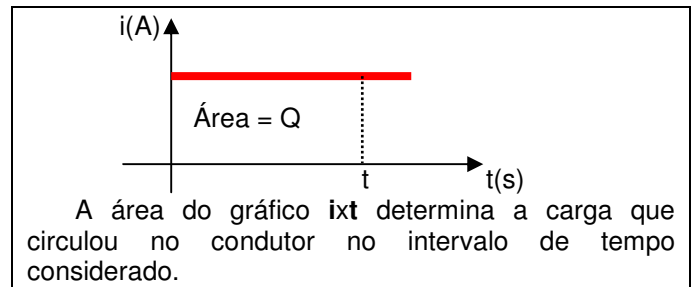 i(A)
Área = Q
t
t(s)
A área do gráfico ixt determina a carga que
circulou no condutor no intervalo de tempo
considerado.